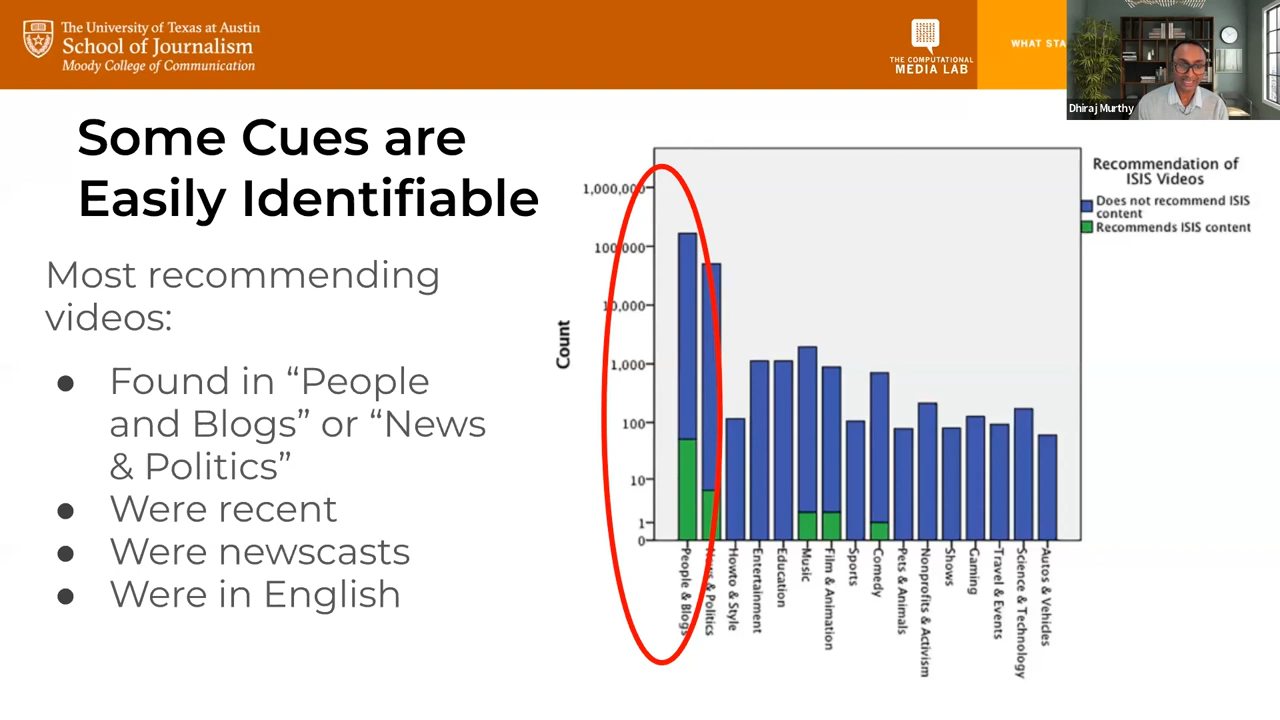 The University of Texas at Austin
School of Journalism
Moody College of Communication
THE COMPUTATIONAL
MEDIA LAB
WHAT STA
Dhiraj Murthy
Some Cues are
Easily Identifiable
Most recommending
videos:
● Found in “People
and Blogs” or “News
& Politics”
● Were recent
● Were newscasts
● Were in English
Recommendation of
ISIS Videos
Does not recommend ISIS
content
Recommends ISIS content
Count
1,000,000
100,000
10,000
1,000
100
10
1
0
People & Blogs
News & Politics
Howto & Style
Entertainment
Education
Music
Film & Animation
Sports
Comedy
Pets & Animals
Nonprofits & Activism
Shows
Gaming
Travel & Events
Science & Technology
Autos & Vehicles